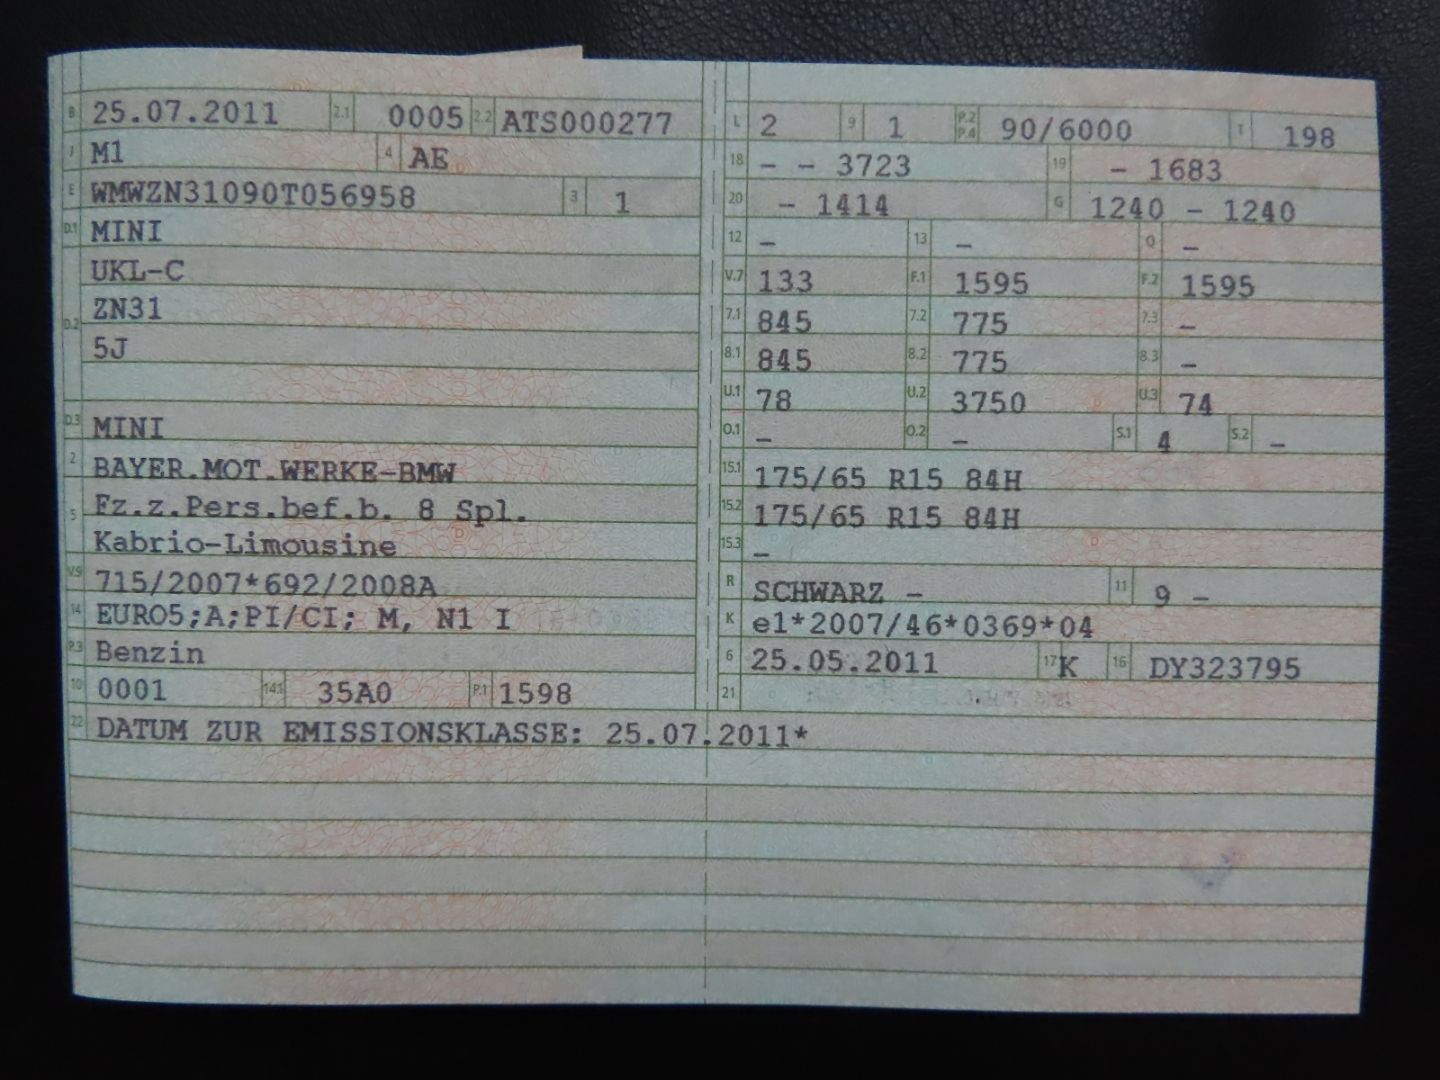 B 25.07.2011 2.1 0005 2.2 ATS000277
J M1 4 AE
E WMWZN31090T056958 3 1
D.1 MINI
UKL-C
D.2 ZN31
5J
D.3 MINI
2 BAYER.MOT.WERKE-BMW
5 Fz.z.Pers.bef.b. 8 Spl.
Kabrio-Limousine
V.9 715/2007*692/2008A
14 EURO5;A;PI/CI; M, N1 I
P.3 Benzin
10 0001 14.1 35A0 P.1 1598
L 2 9 1 P.2 P.4 90/6000 T 198
18 - - 3723 19 - 1683
20 - 1414 G 1240 - 1240
12 - 13 - Q -
V.7 133 F.1 1595 F.2 1595
7.1 845 7.2 775 7.3 -
8.1 845 8.2 775 8.3 -
U.1 78 U.2 3750 U.3 74
O.1 - O.2 - S.1 4 S.2 -
15.1 175/65 R15 84H
15.2 175/65 R15 84H
15.3 -
R SCHWARZ - 11 9 -
K e1*2007/46*0369*04
6 25.05.2011 17 K 16 DY323795
21
22 DATUM ZUR EMISSIONSKLASSE: 25.07.2011*